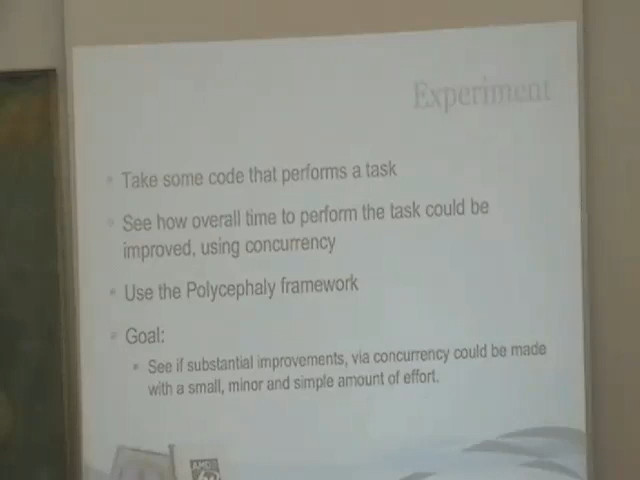 Experiment
Take some code that performs a task
See how overall time to perform the task could be
improved, using concurrency
Use the Polycephaly framework
Goal:
See if substantial improvements, via concurrency could be made
with a small, minor and simple amount of effort.
AMD